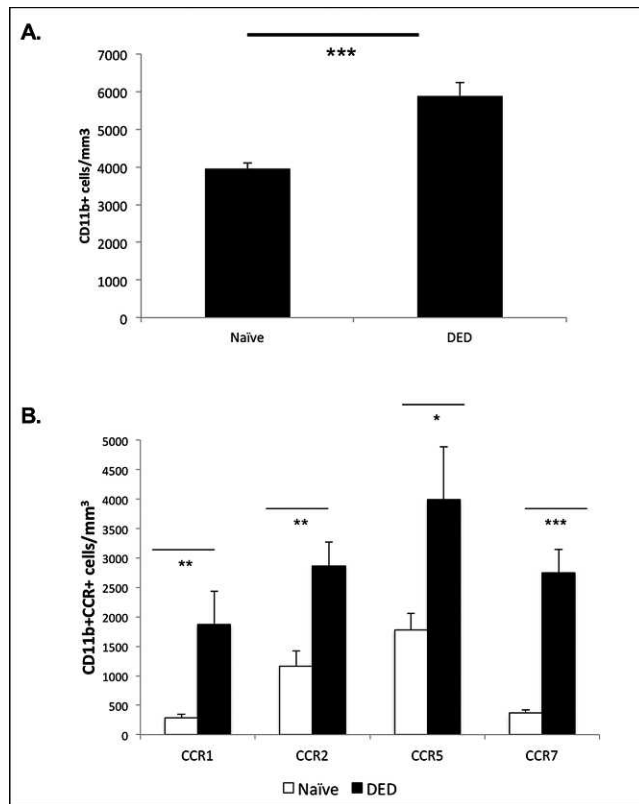 A.
***
7000
6000
5000
4000
3000
2000
1000
0
CD11b+ cells/mm3
Naïve DED
B.
*
** ** ***
5000
4500
4000
3500
3000
2500
2000
1500
1000
500
0
CD11b+CCR+ cells/mm³
CCR1 CCR2 CCR5 CCR7
Naïve DED